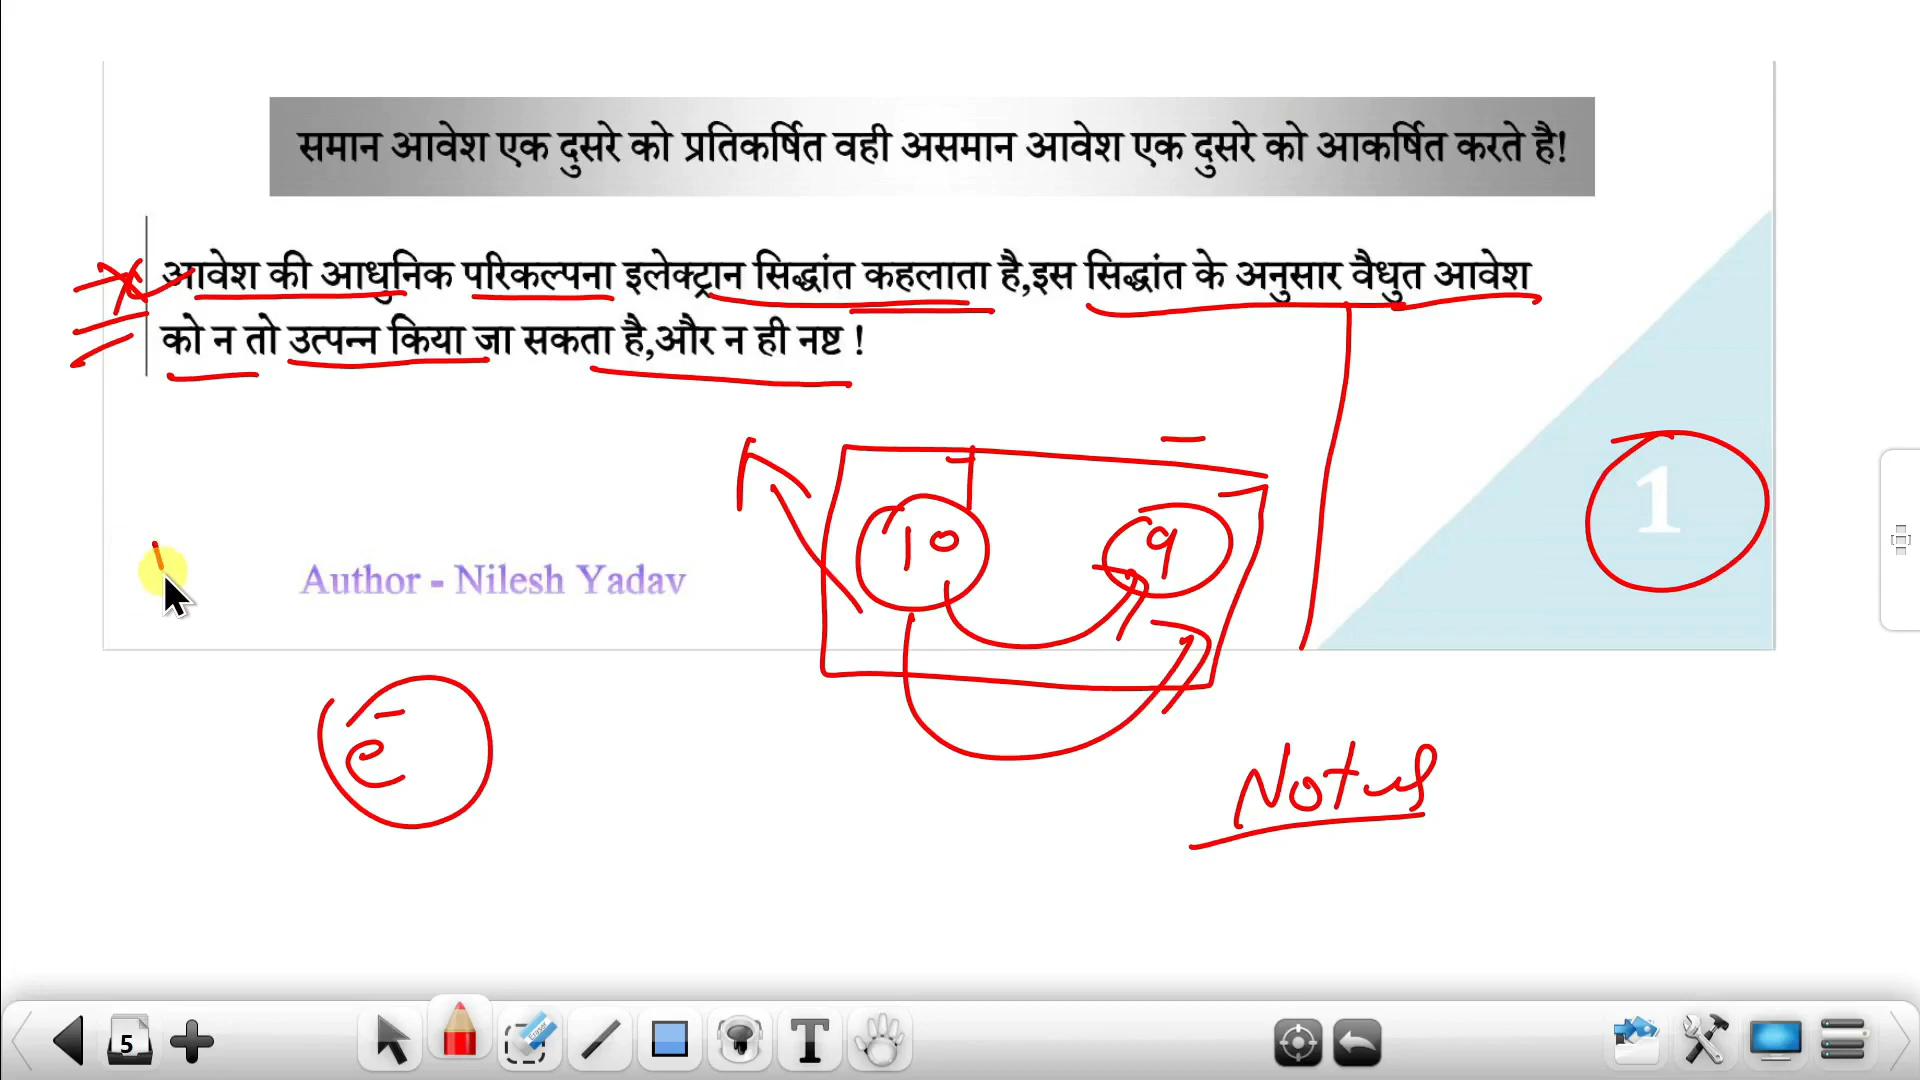 समान आवेश एक दुसरे को प्रतिकर्षित वही असमान आवेश एक दुसरे को आकर्षित करते है!
आवेश की आधुनिक परिकल्पना इलेक्ट्रान सिद्धांत कहलाता है,इस सिद्धांत के अनुसार वैधुत आवेश
को न तो उत्पन्न किया जा सकता है,और न ही नष्ट !
10 9
1
Author - Nilesh Yadav
e
5 T